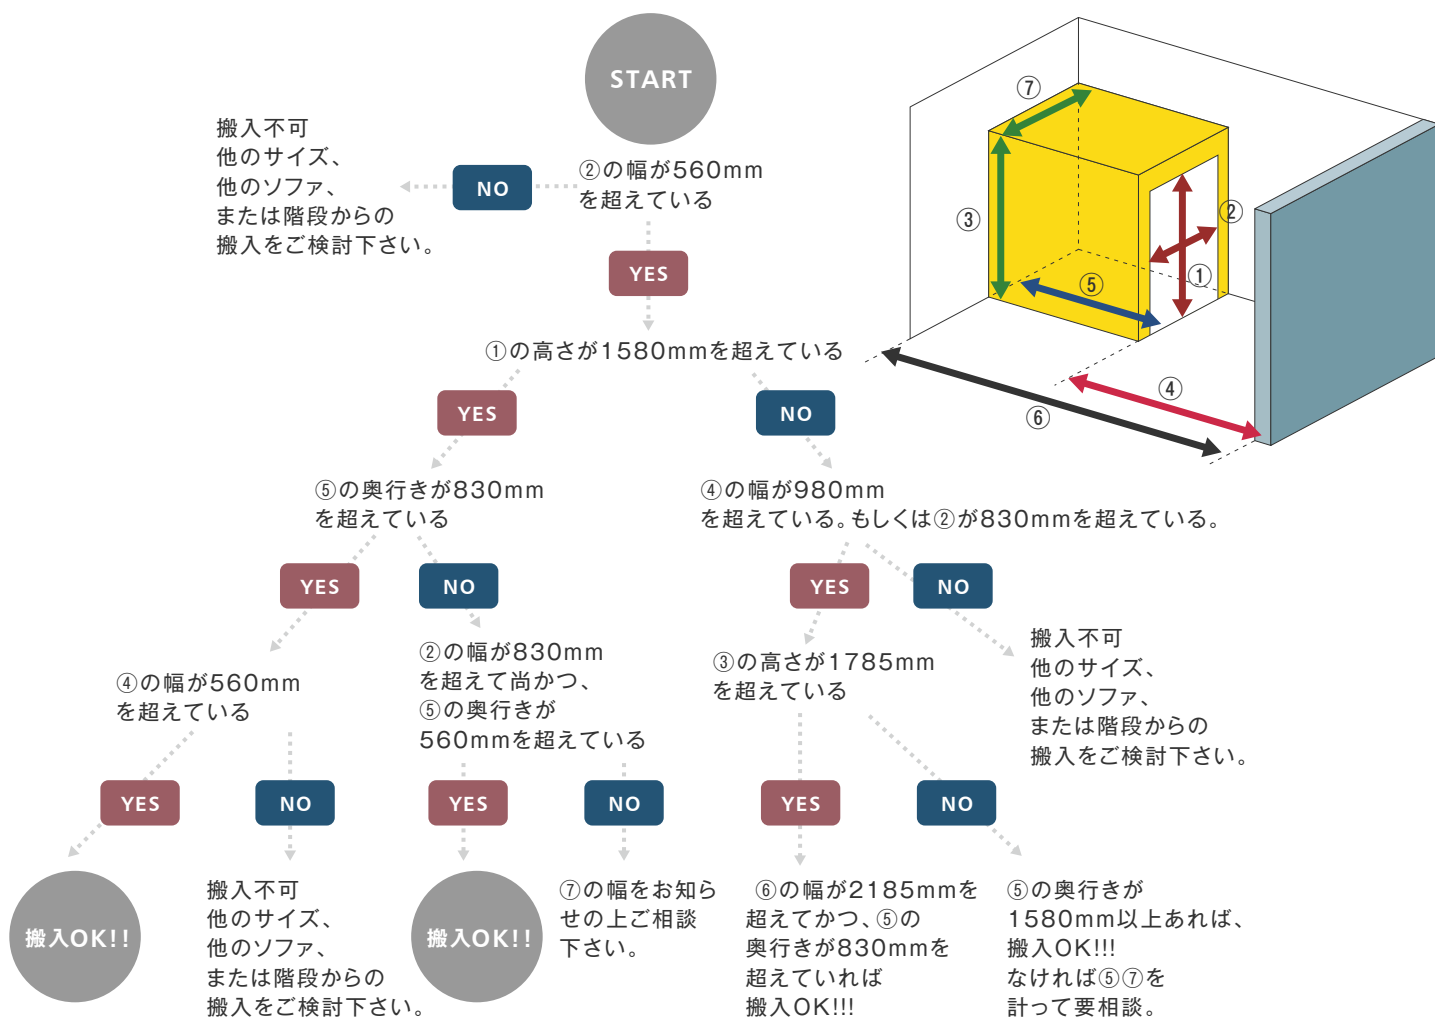 START
搬入不可
他のサイズ、
他のソファ、
または階段からの
搬入をご検討下さい。
NO
②の幅が560mm
を超えている
YES
①の高さが1580mmを超えている
YES
NO
⑤の奥行きが830mm
を超えている
④の幅が980mm
を超えている。もしくは②が830mmを超えている。
YES
NO
YES
NO
④の幅が560mm
を超えている
②の幅が830mm
を超えて尚かつ、
⑤の奥行きが
560mmを超えている
③の高さが1785mm
を超えている
搬入不可
他のサイズ、
他のソファ、
または階段からの
搬入をご検討下さい。
YES
NO
YES
NO
YES
NO
搬入OK!!
搬入不可
他のサイズ、
他のソファ、
または階段からの
搬入をご検討下さい。
搬入OK!!
⑦の幅をお知ら
せの上ご相談
下さい。
⑥の幅が2185mmを
超えてかつ、⑤の
奥行きが830mmを
超えていれば
搬入OK!!!
⑤の奥行きが
1580mm以上あれば、
搬入OK!!!
なければ⑤⑦を
計って要相談。
⑦
③
②
①
⑤
④
⑥